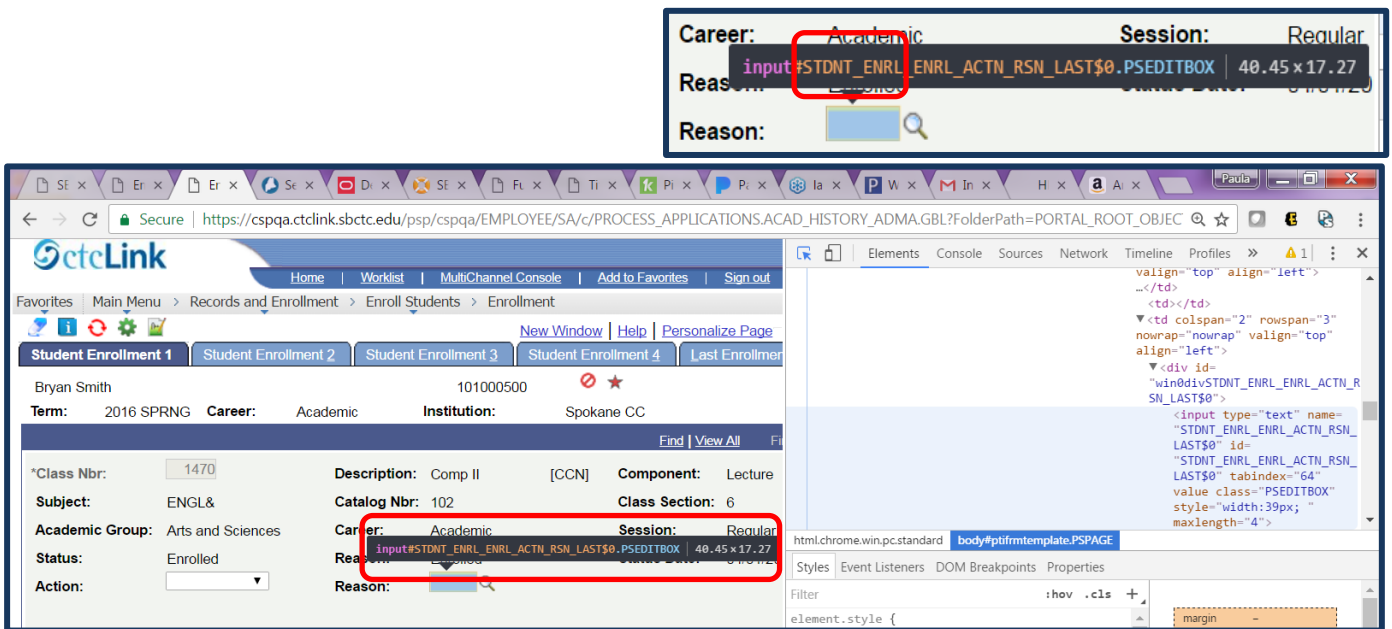 Career: Academic Session: Regular
input#STDNT_ENRL_ENRL_ACTN_RSN_LAST$0.PSEDITBOX | 40.45×17.27
Reason:
Secure | https://cspqa.ctclink.sbctc.edu/psp/cspqa/EMPLOYEE/SA/c/PROCESS_APPLICATIONS.ACAD_HISTORY_ADMA.GBL?FolderPath=PORTAL_ROOT_OBJEC
Paula
ctcLink
Home | Worklist | MultiChannel Console | Add to Favorites | Sign out
Favorites | Main Menu > Records and Enrollment > Enroll Students > Enrollment
New Window | Help | Personalize Page
Student Enrollment 1 Student Enrollment 2 Student Enrollment 3 Student Enrollment 4 Last Enrollmen
Bryan Smith 101000500
Term: 2016 SPRNG Career: Academic Institution: Spokane CC
Find | View All Fi
*Class Nbr: 1470 Description: Comp II [CCN] Component: Lecture
Subject: ENGL& Catalog Nbr: 102 Class Section: 6
Academic Group: Arts and Sciences Career: Academic Session: Regular
input#STDNT_ENRL_ENRL_ACTN_RSN_LAST$0.PSEDITBOX | 40.45×17.27
Status: Enrolled
Action: Reason:
Elements Console Sources Network Timeline Profiles » 1
valign="top" align="left">
…</td>
<td></td>
▼<td colspan="2" rowspan="3"
nowrap="nowrap" valign="top"
align="left">
▼<div id=
"win0divSTDNT_ENRL_ENRL_ACTN_R
SN_LAST$0">
<input type="text" name=
"STDNT_ENRL_ENRL_ACTN_RSN_
LAST$0" id=
"STDNT_ENRL_ENRL_ACTN_RSN_
LAST$0" tabindex="64"
value class="PSEDITBOX"
style="width:39px; "
maxlength="4">
html.chrome.win.pc.standard body#ptifrmtemplate.PSPAGE
Styles Event Listeners DOM Breakpoints Properties
Filter :hov .cls +
element.style {
margin -